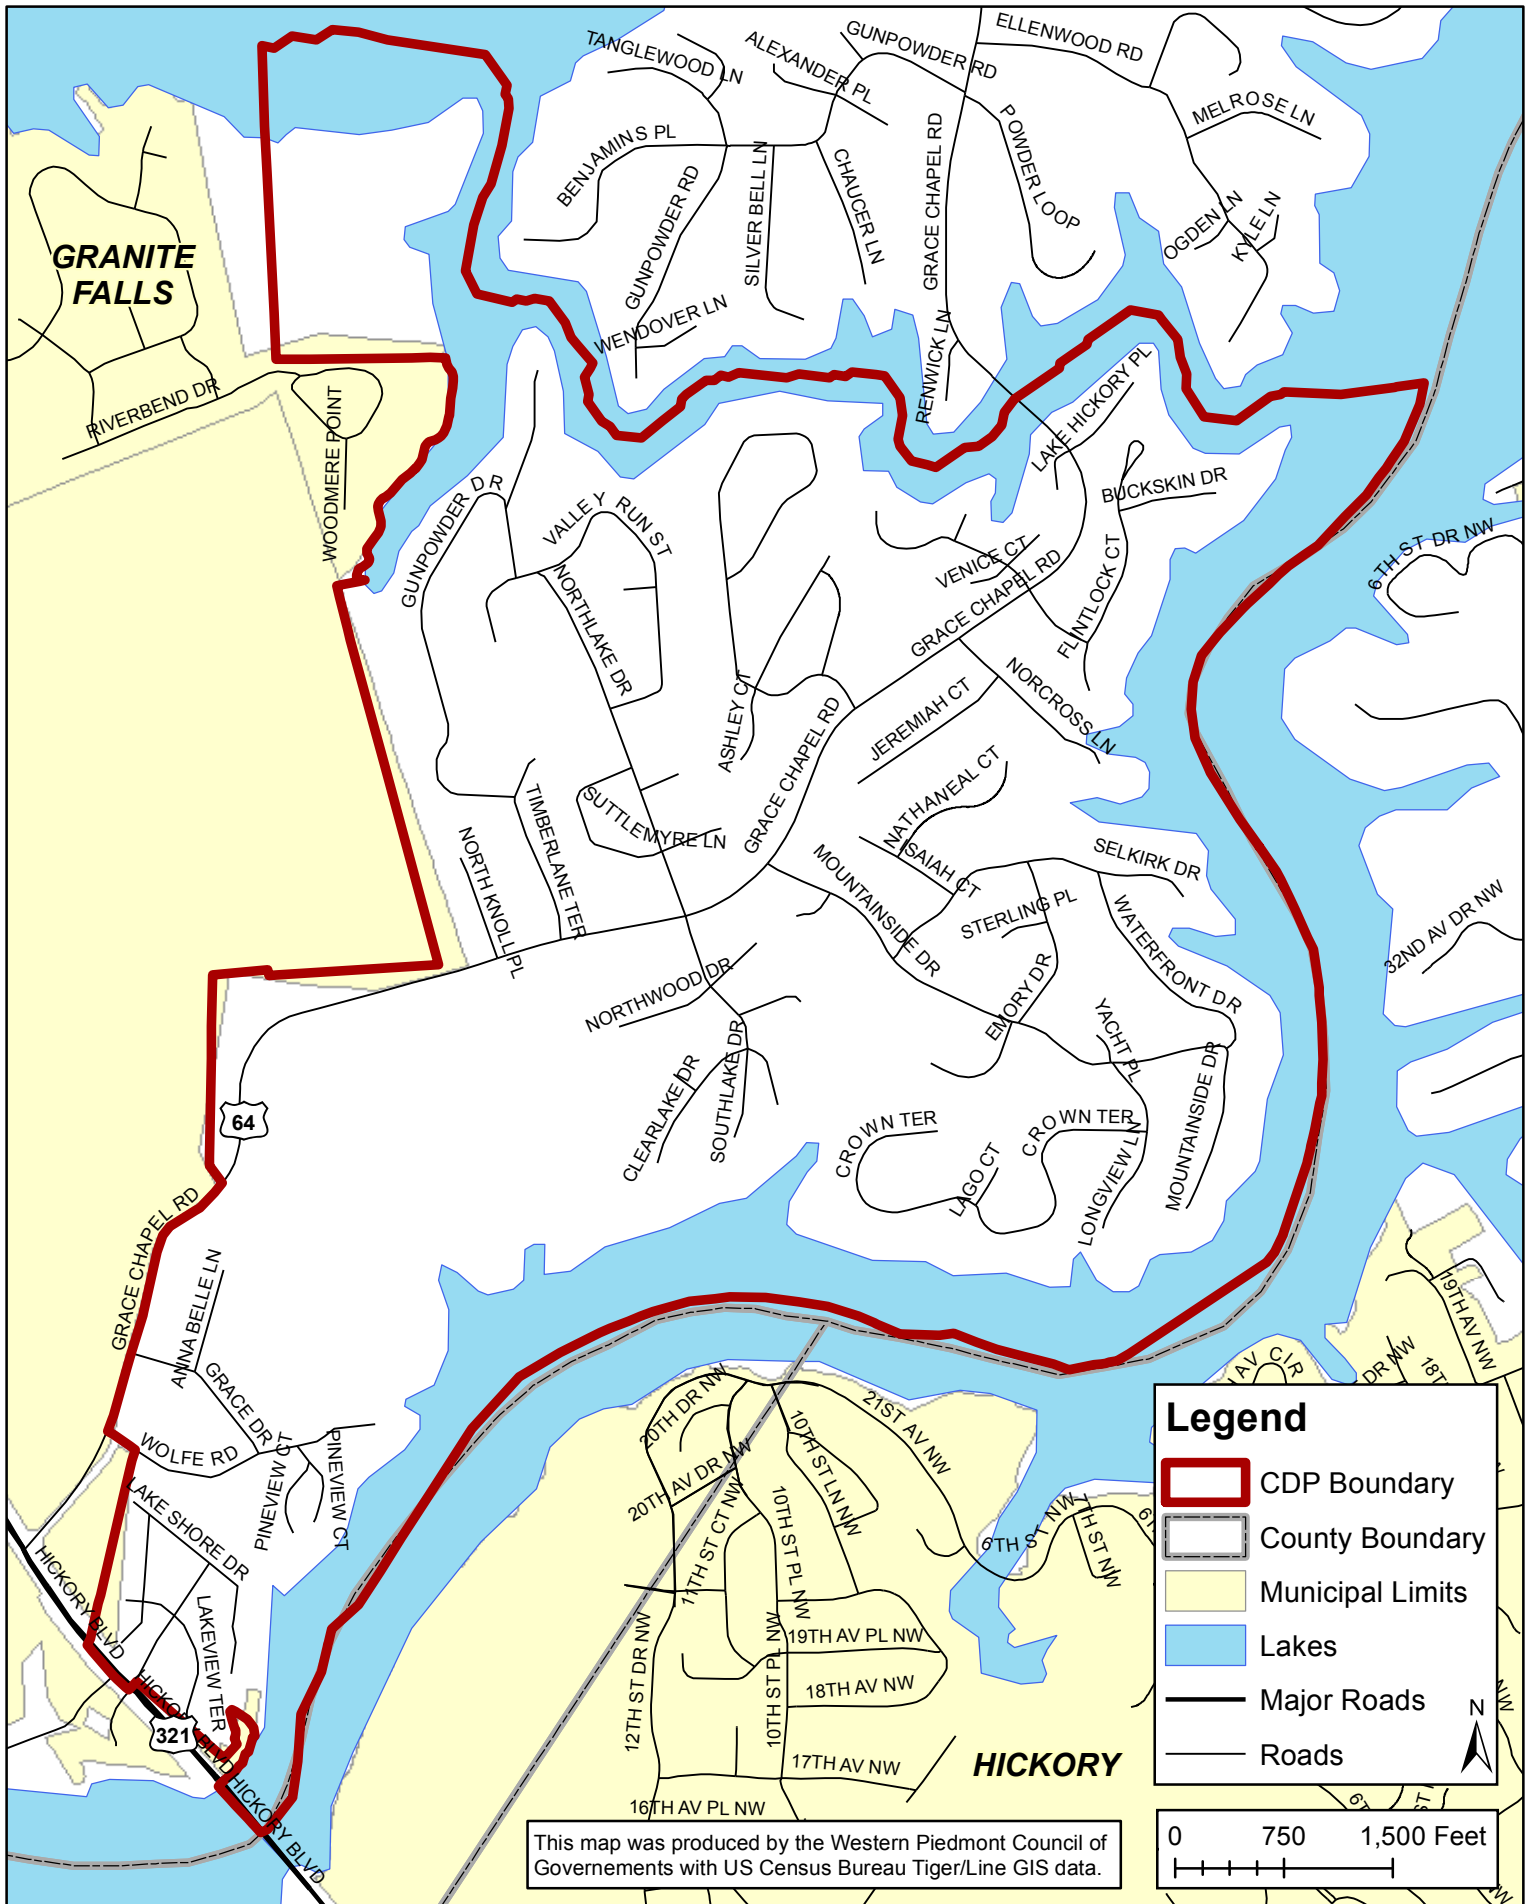 TANGLEWOOD LN
ALEXANDER PL
GUNPOWDER RD
ELLENWOOD RD
MELROSE LN
BENJAMINS PL
GUNPOWDER RD
SILVER BELL LN
CHAUCER LN
GRACE CHAPEL RD
POWDER LOOP
OGDEN LN
KYLE LN
GRANITE
FALLS
WENDOVER LN
RENWICK LN
LAKE HICKORY PL
RIVERBEND DR
WOODMERE POINT
GUNPOWDER DR
VALLEY RUN ST
BUCKSKIN DR
6TH ST DR NW
VENICE CT
GRACE CHAPEL RD
FLINTLOCK CT
NORTHLAKE DR
NORCROSS LN
JEREMIAH CT
ASHLEY CT
GRACE CHAPEL RD
NATHANEAL CT
ISAIAH CT
SUTTLEMYRE LN
TIMBERLANE TER
NORTH KNOLL PL
MOUNTAINSIDE DR
SELKIRK DR
STERLING PL
WATERFRONT DR
32ND AV DR NW
NORTHWOOD DR
EMORY DR
YACHT PL
MOUNTAINSIDE DR
CLEARLAKE DR
SOUTHLAKE DR
64
CROWN TER
CROWN TER
LAGO CT
LONGVIEW LN
GRACE CHAPEL RD
ANNA BELLE LN
GRACE DR
WOLFE RD
PINEVIEW CT
PINEVIEW CT
LAKE SHORE DR
HICKORY BLVD
LAKEVIEW TER
HICKORY BLVD
321
HICKORY BLVD
20TH DR NW
20TH AV DR NW
11TH ST CT NW
10TH ST LN NW
10TH ST PL NW
21ST AV NW
6TH ST NW
7TH ST NW
19TH AV NW
AV CIR
DR NW
12TH ST DR NW
10TH ST PL NW
19TH AV PL NW
18TH AV NW
17TH AV NW
16TH AV PL NW
HICKORY
Legend
CDP Boundary
County Boundary
Municipal Limits
Lakes
Major Roads
Roads
N
This map was produced by the Western Piedmont Council of
Governements with US Census Bureau Tiger/Line GIS data.
0 750 1,500 Feet